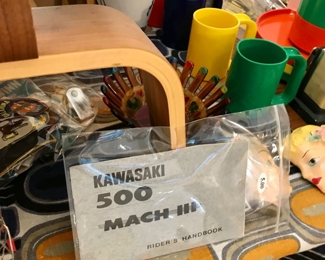 KAWASAKI
500
MACH III
RIDER'S HANDBOOK